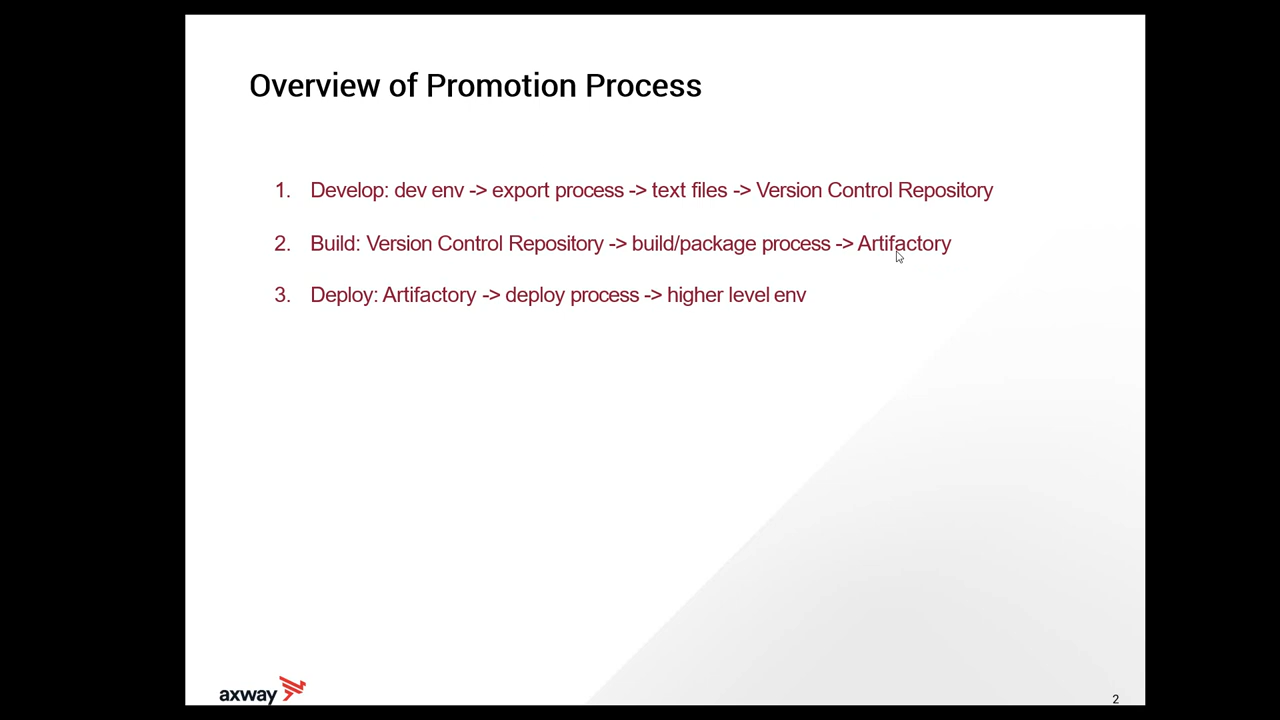 Overview of Promotion Process
1. Develop: dev env -> export process -> text files -> Version Control Repository
2. Build: Version Control Repository -> build/package process -> Artifactory
3. Deploy: Artifactory -> deploy process -> higher level env
axway
2